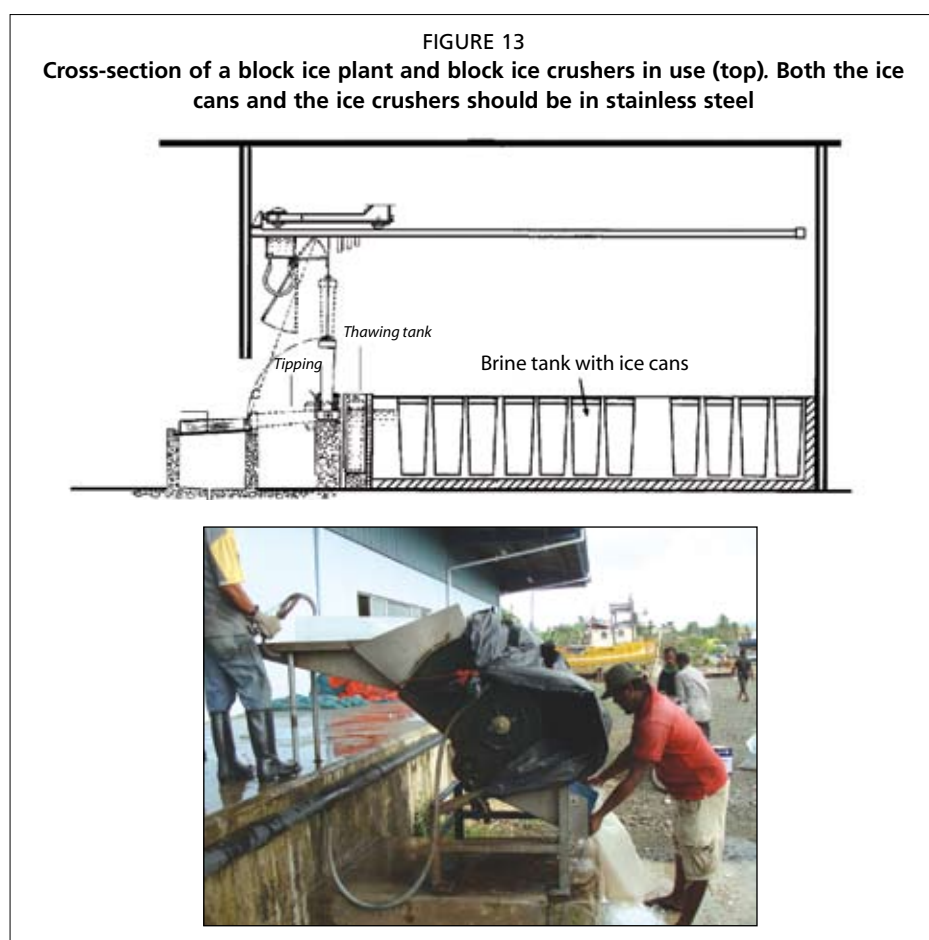 FIGURE 13
Cross-section of a block ice plant and block ice crushers in use (top). Both the ice
cans and the ice crushers should be in stainless steel
Thawing tank
Tipping
Brine tank with ice cans